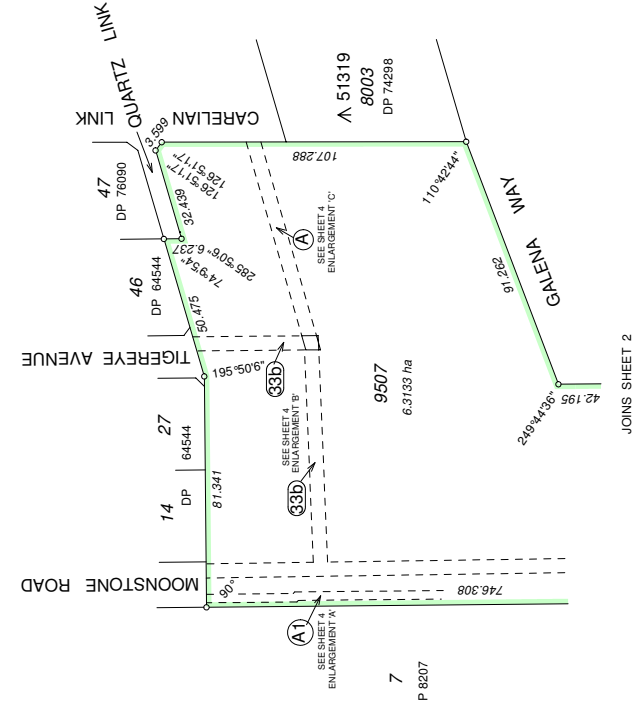 QUARTZ LINK
CARELIAN
LINK
51319
8003
DP 74298
47
DP 76090
3.599
126°51'17"
126°51'17"
32.439
107.288
46
DP 64544
6.237
285°50'6"
74°9'54"
50.475
A
SEE SHEET 4
ENLARGEMENT 'C'
110°42'44"
GALENA WAY
91.262
TIGEREYE AVENUE
195°50'6"
33b
9507
6.3133 ha
249°44'36"
42.195
JOINS SHEET 2
27
64544
14
DP
81.341
SEE SHEET 4
ENLARGEMENT 'B'
33b
MOONSTONE ROAD
90°
746.308
A1
SEE SHEET 4
ENLARGEMENT 'A'
7
P 8207